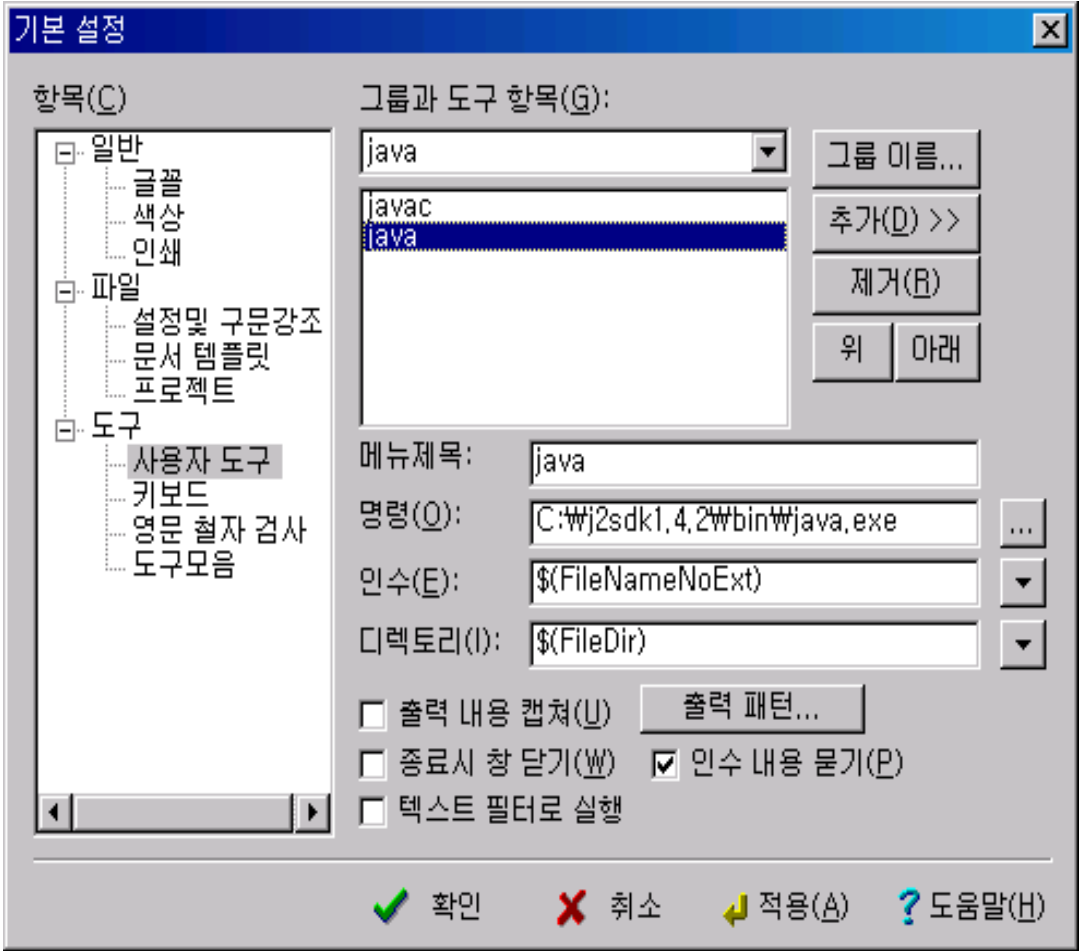 기본 설정
항목(C)
일반
글꼴
색상
인쇄
파일
설정및 구문강조
문서 템플릿
프로젝트
도구
사용자 도구
키보드
영문 철자 검사
도구모음
그룹과 도구 항목(G):
java
그룹 이름...
javac
java
추가(D) >>
제거(R)
위
아래
메뉴제목:
java
명령(O):
C:₩j2sdk1,4,2₩bin₩java,exe
...
인수(E):
$(FileNameNoExt)
디렉토리(I):
$(FileDir)
출력 내용 캡쳐(U)
출력 패턴...
종료시 창 닫기(W)
인수 내용 묻기(P)
텍스트 필터로 실행
확인
취소
적용(A)
도움말(H)